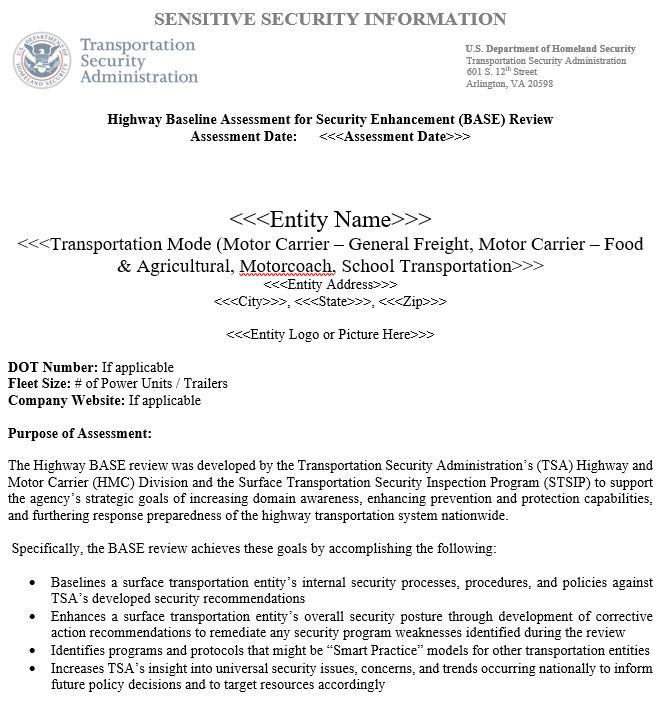 SENSITIVE SECURITY INFORMATION
Transportation
Security
Administration
U.S. Department of Homeland Security
Transportation Security Administration
601 S. 12th Street
Arlington, VA 20598
Highway Baseline Assessment for Security Enhancement (BASE) Review
Assessment Date: <<<Assessment Date>>>
<<<Entity Name>>>
<<<Transportation Mode (Motor Carrier – General Freight, Motor Carrier – Food
& Agricultural, Motorcoach, School Transportation>>>
<<<Entity Address>>>
<<<City>>>, <<<State>>>, <<<Zip>>>
<<<Entity Logo or Picture Here>>>
DOT Number: If applicable
Fleet Size: # of Power Units / Trailers
Company Website: If applicable
Purpose of Assessment:
The Highway BASE review was developed by the Transportation Security Administration’s (TSA) Highway and
Motor Carrier (HMC) Division and the Surface Transportation Security Inspection Program (STSIP) to support
the agency’s strategic goals of increasing domain awareness, enhancing prevention and protection capabilities,
and furthering response preparedness of the highway transportation system nationwide.
Specifically, the BASE review achieves these goals by accomplishing the following:
• Baselines a surface transportation entity’s internal security processes, procedures, and policies against
TSA’s developed security recommendations
• Enhances a surface transportation entity’s overall security posture through development of corrective
action recommendations to remediate any security program weaknesses identified during the review
• Identifies programs and protocols that might be “Smart Practice” models for other transportation entities
• Increases TSA’s insight into universal security issues, concerns, and trends occurring nationally to inform
future policy decisions and to target resources accordingly